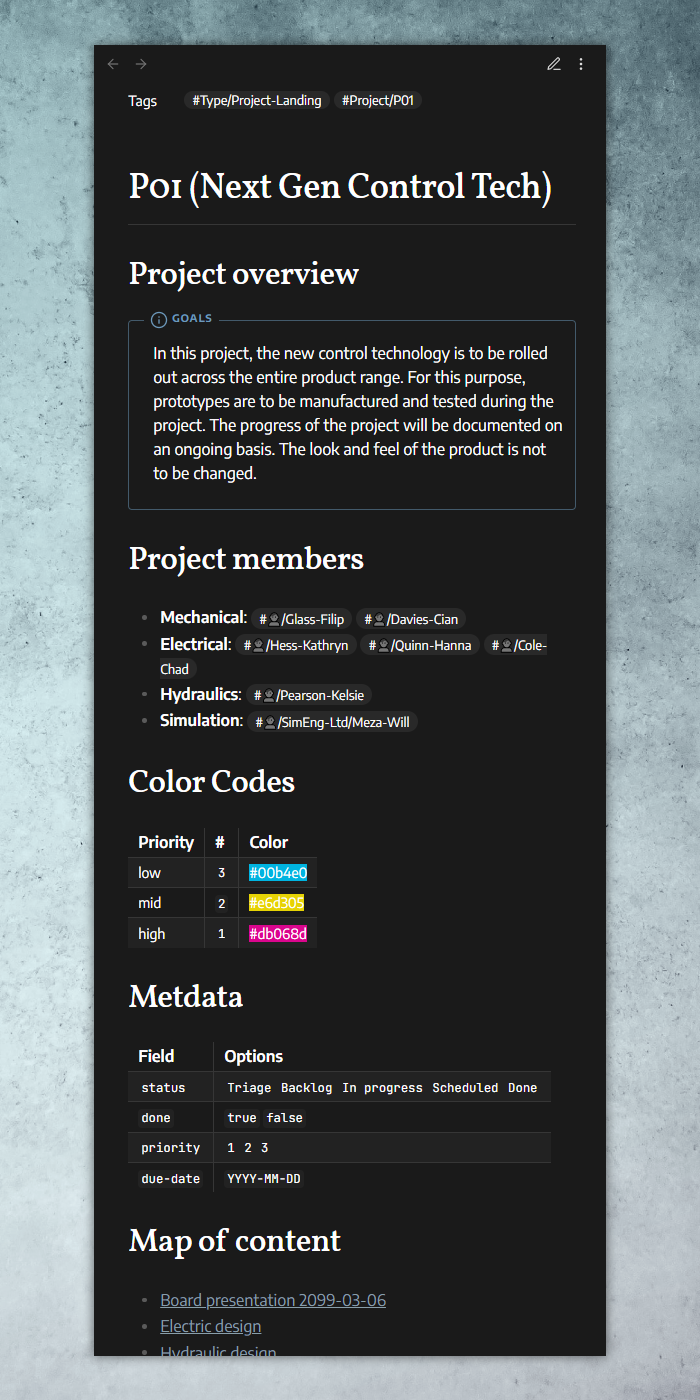 Tags #Type/Project-Landing #Project/P01
P01 (Next Gen Control Tech)
Project overview
GOALS
In this project, the new control technology is to be rolled
out across the entire product range. For this purpose,
prototypes are to be manufactured and tested during the
project. The progress of the project will be documented on
an ongoing basis. The look and feel of the product is not
to be changed.
Project members
Mechanical: #👤/Glass-Filip #👤/Davies-Cian
Electrical: #👤/Hess-Kathryn #👤/Quinn-Hanna #👤/Cole-
Chad
Hydraulics: #👤/Pearson-Kelsie
Simulation: #👤/SimEng-Ltd/Meza-Will
Color Codes
Priority # Color
low 3 #00b4e0
mid 2 #e6d305
high 1 #db068d
Metdata
Field Options
status Triage Backlog In progress Scheduled Done
done true false
priority 1 2 3
due-date YYYY-MM-DD
Map of content
Board presentation 2099-03-06
Electric design
Hydraulic design